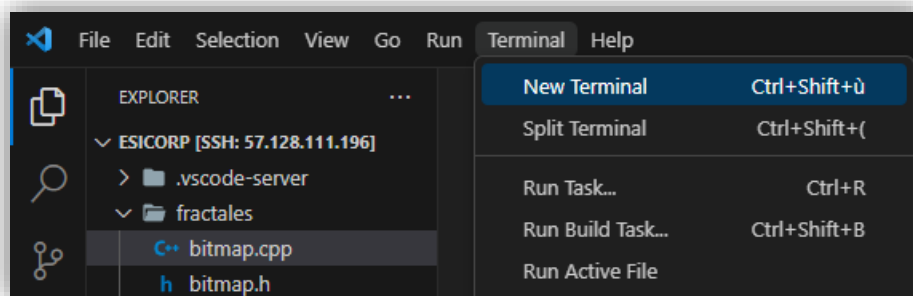 File Edit Selection View Go Run Terminal Help
EXPLORER ...
ESICORP [SSH: 57.128.111.196]
.vscode-server
fractales
C++ bitmap.cpp
h bitmap.h
New Terminal Ctrl+Shift+ù
Split Terminal Ctrl+Shift+(
Run Task... Ctrl+R
Run Build Task... Ctrl+Shift+B
Run Active File